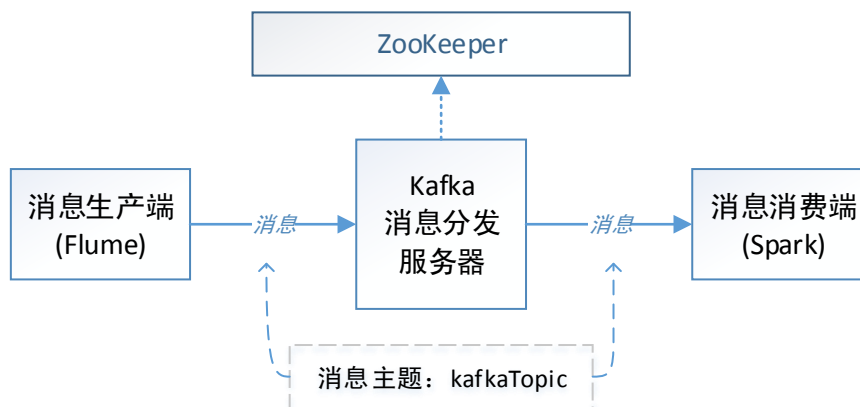 ZooKeeper
消息生产端
(Flume)
消息
Kafka
消息分发
服务器
消息
消息消费端
(Spark)
消息主题：kafkaTopic